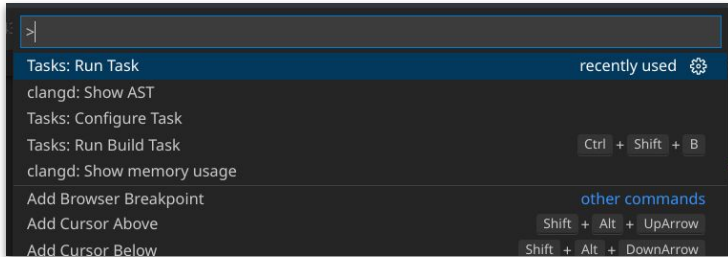 >
Tasks: Run Task recently used
clangd: Show AST
Tasks: Configure Task
Tasks: Run Build Task Ctrl + Shift + B
clangd: Show memory usage
Add Browser Breakpoint other commands
Add Cursor Above Shift + Alt + UpArrow
Add Cursor Below Shift + Alt + DownArrow